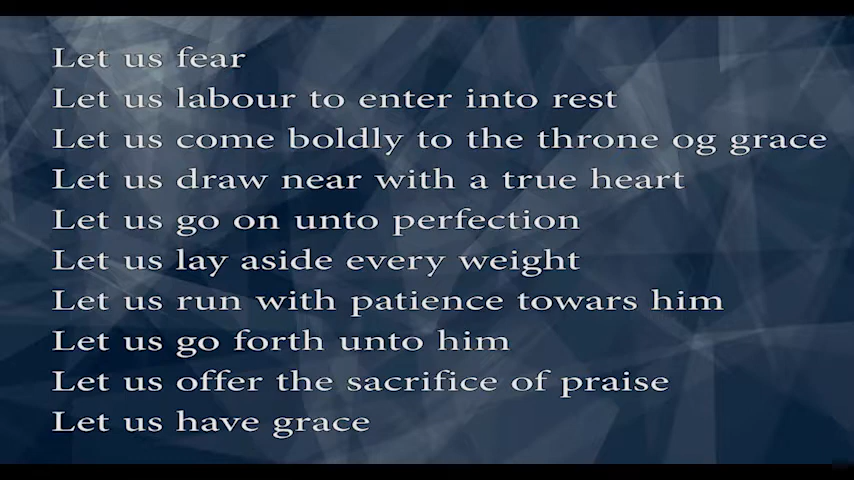 Let us fear
Let us labour to enter into rest
Let us come boldly to the throne og grace
Let us draw near with a true heart
Let us go on unto perfection
Let us lay aside every weight
Let us run with patience towars him
Let us go forth unto him
Let us offer the sacrifice of praise
Let us have grace